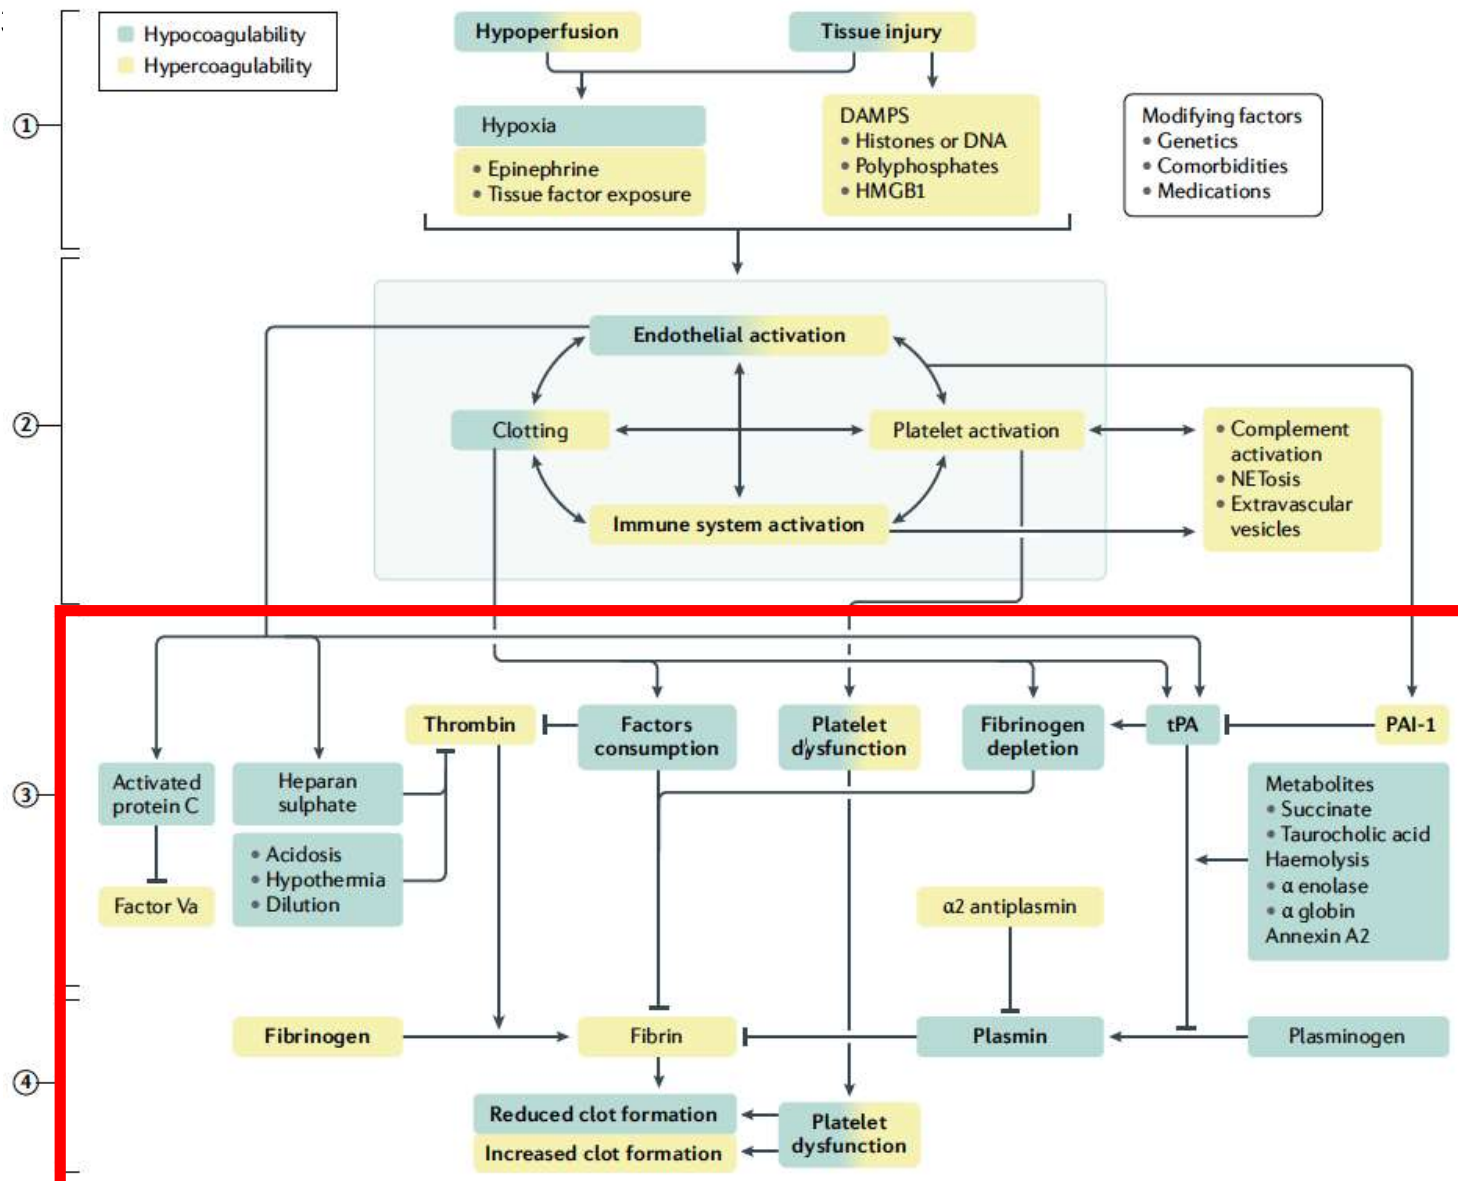 Hypocoagulability
Hypercoagulability
Hypoperfusion
Tissue injury
①
Hypoxia
• Epinephrine
• Tissue factor exposure
DAMPS
• Histones or DNA
• Polyphosphates
• HMGB1
Modifying factors
• Genetics
• Comorbidities
• Medications
②
Endothelial activation
Clotting
Platelet activation
Immune system activation
• Complement
activation
• NETosis
• Extravascular
vesicles
③
Thrombin
Factors
consumption
Platelet
dysfunction
Fibrinogen
depletion
tPA
PAI-1
Activated
protein C
Heparan
sulphate
• Acidosis
• Hypothermia
• Dilution
Factor Va
α2 antiplasmin
Metabolites
• Succinate
• Taurocholic acid
Haemolysis
• α enolase
• α globin
Annexin A2
④
Fibrinogen
Fibrin
Plasmin
Plasminogen
Reduced clot formation
Increased clot formation
Platelet
dysfunction